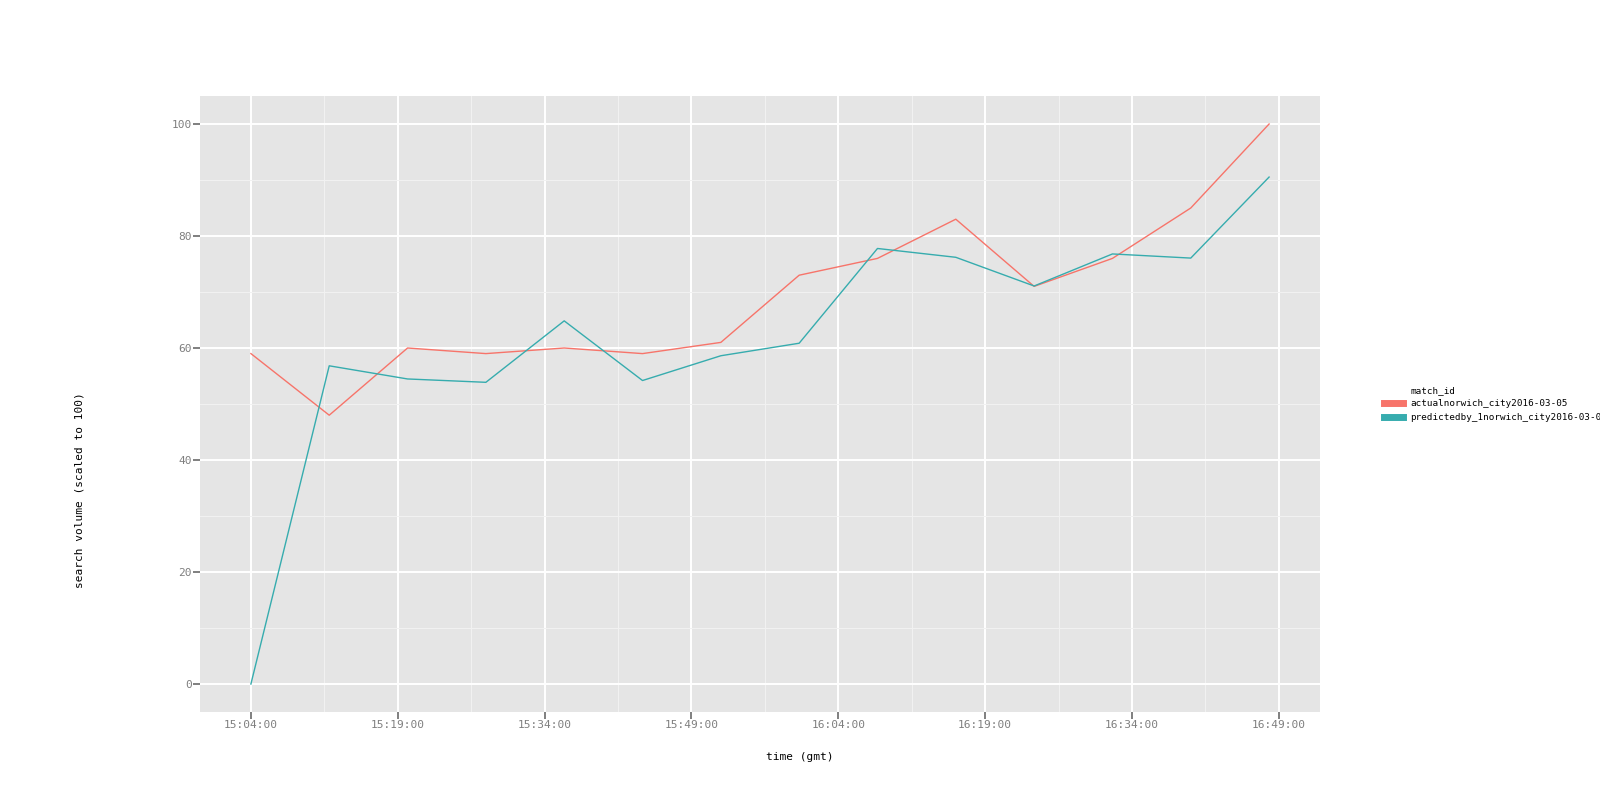 100
80
60
40
20
0
search volume (scaled to 100)
15:04:00 15:19:00 15:34:00 15:49:00 16:04:00 16:19:00 16:34:00 16:49:00
time (gmt)
match_id
actualnorwich_city2016-03-05
predictedby_1norwich_city2016-03-0